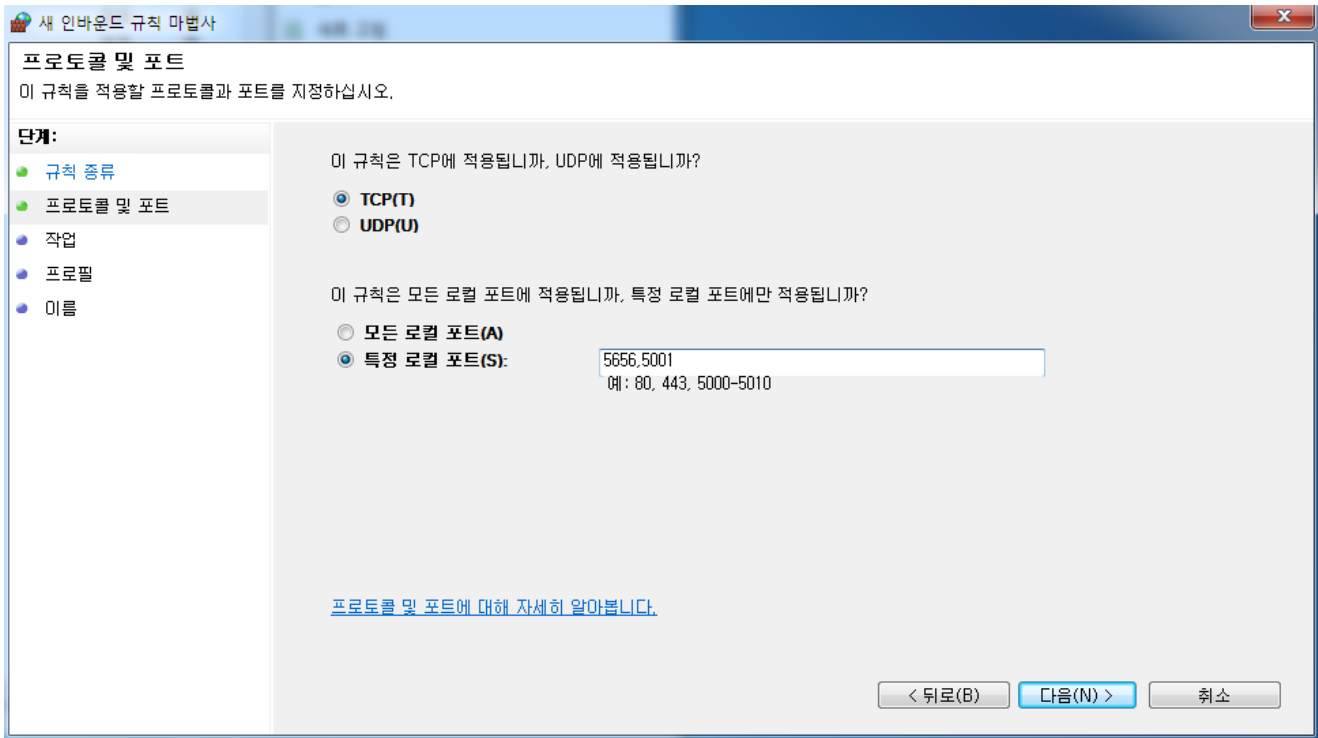 새 인바운드 규칙 마법사
프로토콜 및 포트
이 규칙을 적용할 프로토콜과 포트를 지정하십시오.
단계:
규칙 종류
프로토콜 및 포트
작업
프로필
이름
이 규칙은 TCP에 적용됩니까, UDP에 적용됩니까?
TCP(T)
UDP(U)
이 규칙은 모든 로컬 포트에 적용됩니까, 특정 로컬 포트에만 적용됩니까?
모든 로컬 포트(A)
특정 로컬 포트(S): 5656,5001
예: 80, 443, 5000-5010
프로토콜 및 포트에 대해 자세히 알아봅니다.
< 뒤로(B) 다음(N) > 취소